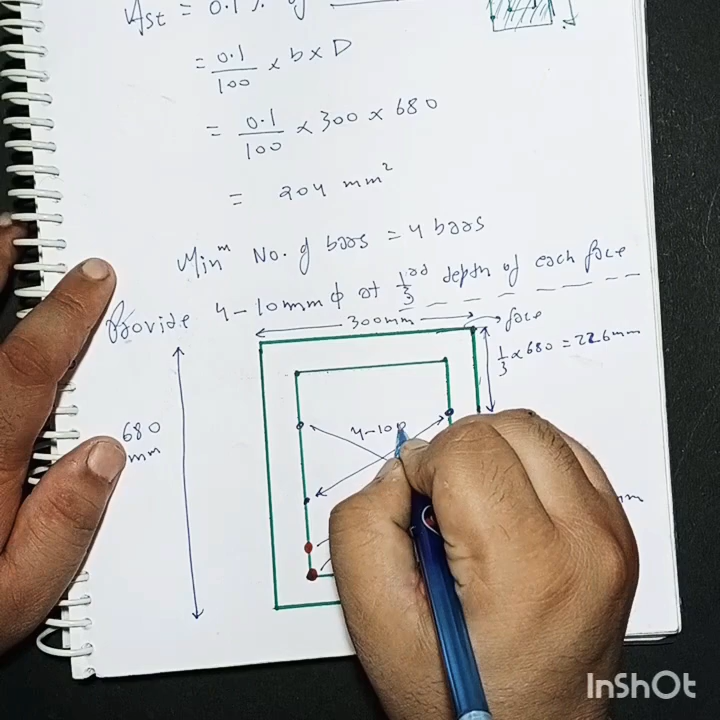 Ast = 0.1 % of
= 0.1/100 × b × D
= 0.1/100 × 300 × 680
= 204 mm²
Minᵐ No. of bars = 4 bars
Provide 4-10mmϕ at 1/3ʳᵈ depth of each face
300mm
face
1/3 × 680 = 226mm
680
mm
4-10
mm
InShOt